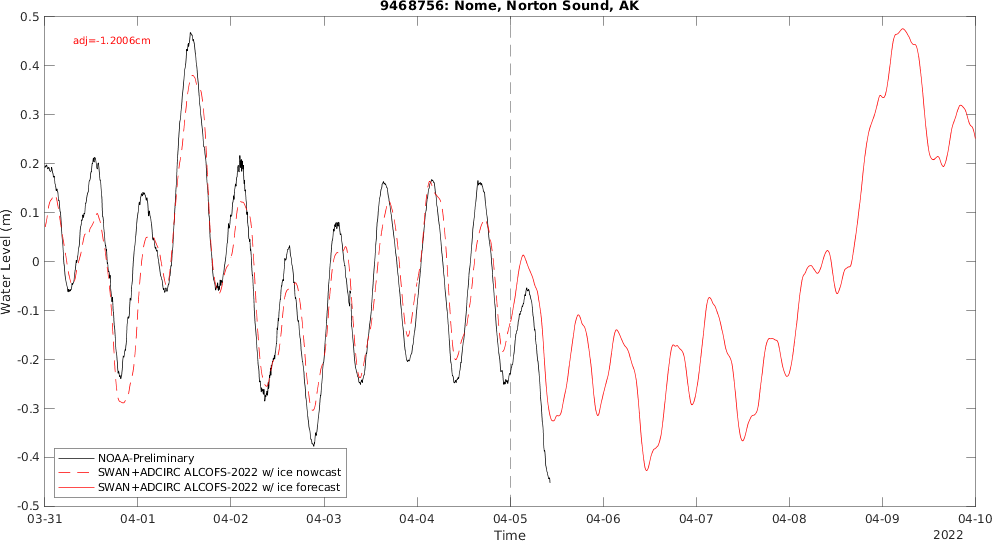 9468756: Nome, Norton Sound, AK
adj=-1.2006cm
0.5
0.4
0.3
0.2
0.1
0
-0.1
-0.2
-0.3
-0.4
-0.5
Water Level (m)
NOAA-Preliminary
SWAN+ADCIRC ALCOFS-2022 w/ ice nowcast
SWAN+ADCIRC ALCOFS-2022 w/ ice forecast
03-31 04-01 04-02 04-03 04-04 04-05 04-06 04-07 04-08 04-09 04-10
Time
2022